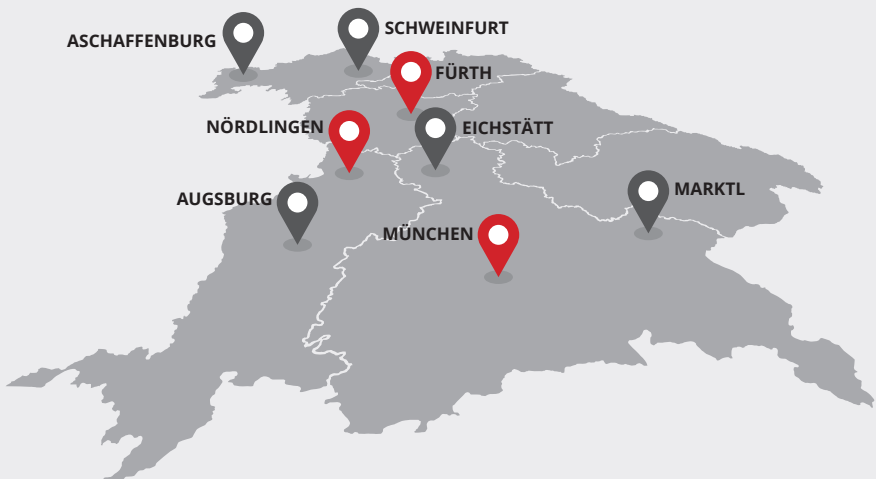 SCHWEINFURT
ASCHAFFENBURG
FÜRTH
NÖRDLINGEN
EICHSTÄTT
MARKTL
AUGSBURG
MÜNCHEN